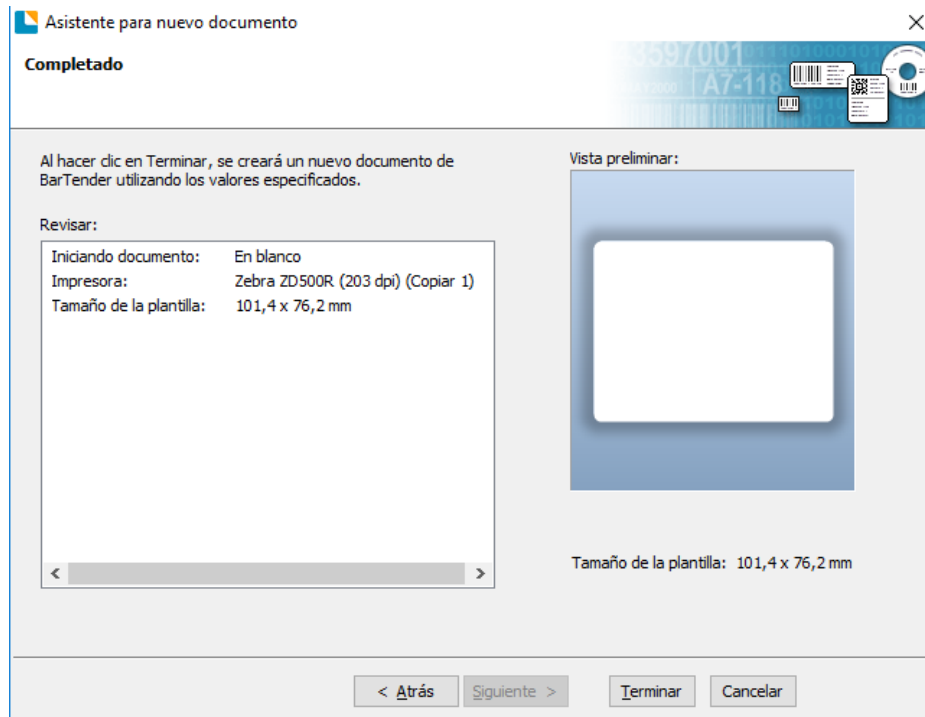 Asistente para nuevo documento
Completado
3597001
A7-118
Al hacer clic en Terminar, se creará un nuevo documento de
BarTender utilizando los valores especificados.
Vista preliminar:
Revisar:
Iniciando documento: En blanco
Impresora: Zebra ZD500R (203 dpi) (Copiar 1)
Tamaño de la plantilla: 101,4 x 76,2 mm
Tamaño de la plantilla: 101,4 x 76,2 mm
< Atrás
Siguiente >
Terminar
Cancelar